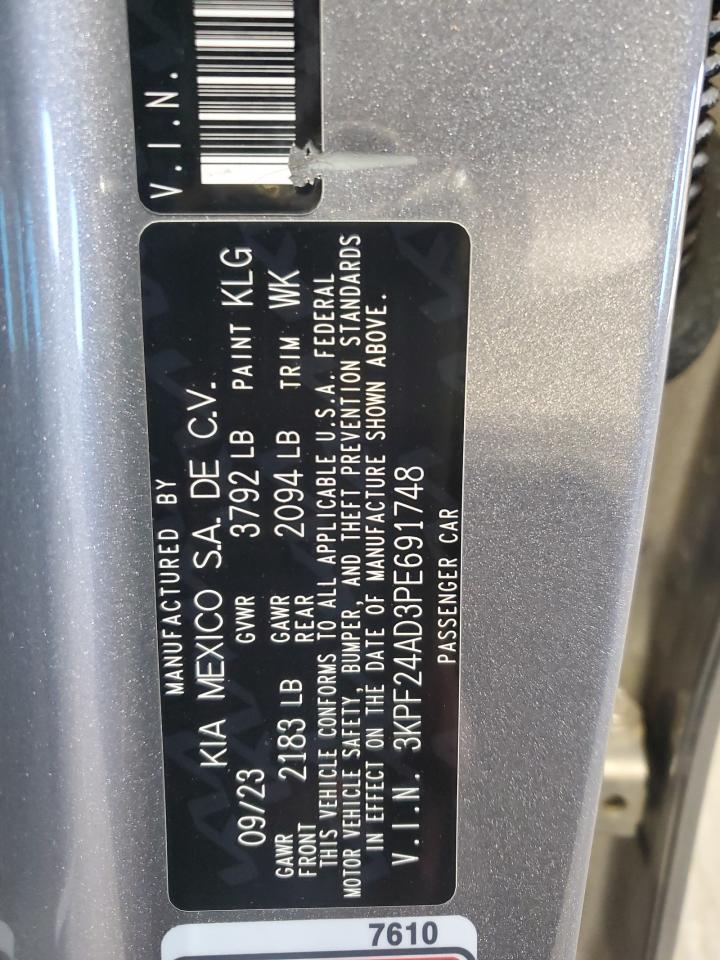 V.I.N.
MANUFACTURED BY
KIA MEXICO S.A. DE C.V.
09/23 GVWR 3792 LB PAINT KLG
GAWR FRONT 2183 LB GAWR REAR 2094 LB TRIM WK
THIS VEHICLE CONFORMS TO ALL APPLICABLE U.S.A. FEDERAL
MOTOR VEHICLE SAFETY, BUMPER, AND THEFT PREVENTION STANDARDS
IN EFFECT ON THE DATE OF MANUFACTURE SHOWN ABOVE.
V.I.N. 3KPF24AD3PE691748
PASSENGER CAR
7610